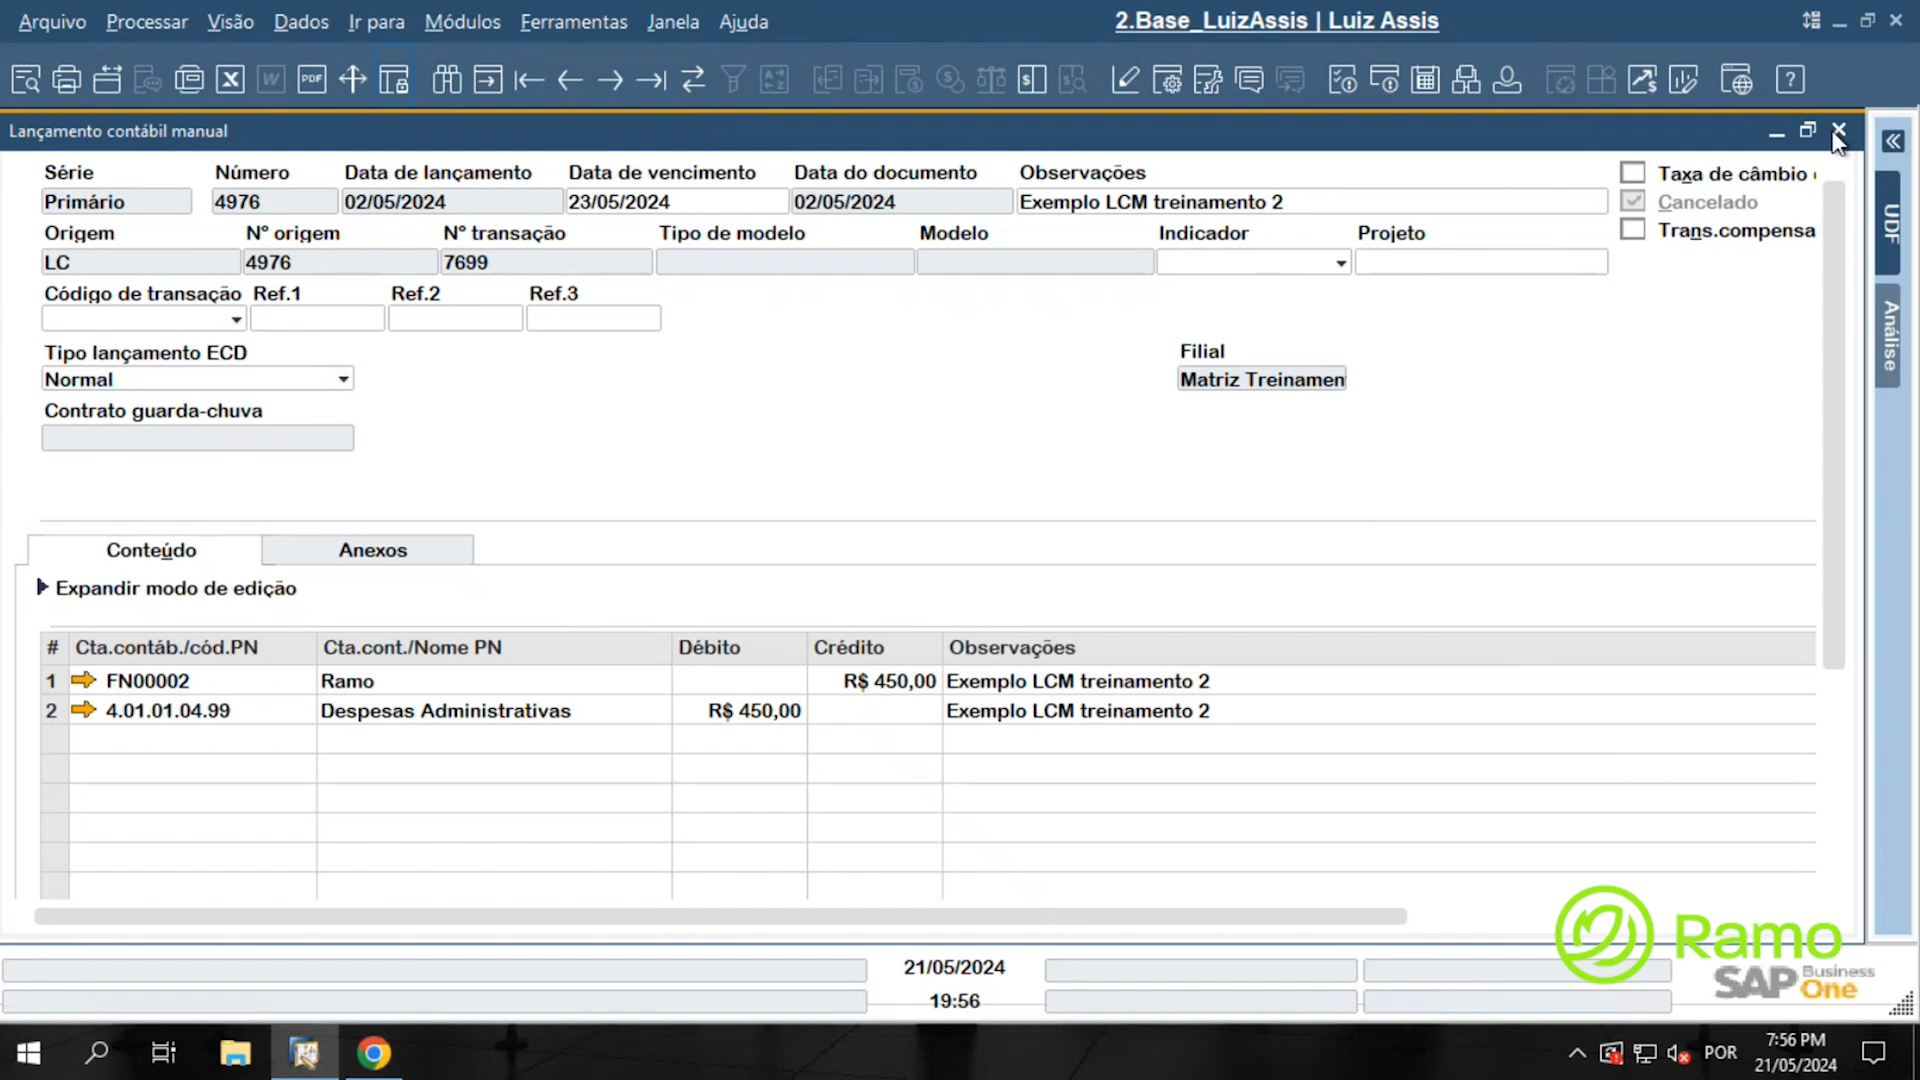 Arquivo Processar Visão Dados Ir para Módulos Ferramentas Janela Ajuda 2.Base_LuizAssis | Luiz Assis
Lançamento contábil manual
Série Número Data de lançamento Data de vencimento Data do documento Observações Taxa de câmbio
Primário 4976 02/05/2024 23/05/2024 02/05/2024 Exemplo LCM treinamento 2 Cancelado
Origem Nº origem Nº transação Tipo de modelo Modelo Indicador Projeto Trans.compensa
LC 4976 7699
Código de transação Ref.1 Ref.2 Ref.3
Tipo lançamento ECD Filial
Normal Matriz Treinamen
Contrato guarda-chuva
Conteúdo Anexos
Expandir modo de edição
# Cta.contáb./cód.PN Cta.cont./Nome PN Débito Crédito Observações
1 FN00002 Ramo R$ 450,00 Exemplo LCM treinamento 2
2 4.01.01.04.99 Despesas Administrativas R$ 450,00 Exemplo LCM treinamento 2
UDF
Análise
Ramo
SAP Business One
21/05/2024
19:56
POR 7:56 PM
21/05/2024